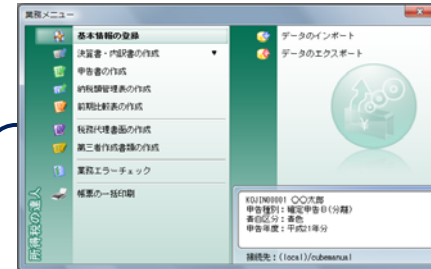 業務メニュー
基本情報の登録
決算書・内訳書の作成 ▼
申告書の作成
納税額管理表の作成
前期比較表の作成
税務代理書面の作成
第三者作成書類の作成
業務エラーチェック
帳票の一括印刷
所得税の達人
データのインポート
データのエクスポート
KOJIN00001 〇〇太郎
申告種別：確定申告B(分離)
青白区分：青色
申告年度：平成21年分
接続先：(local)/cubemanual